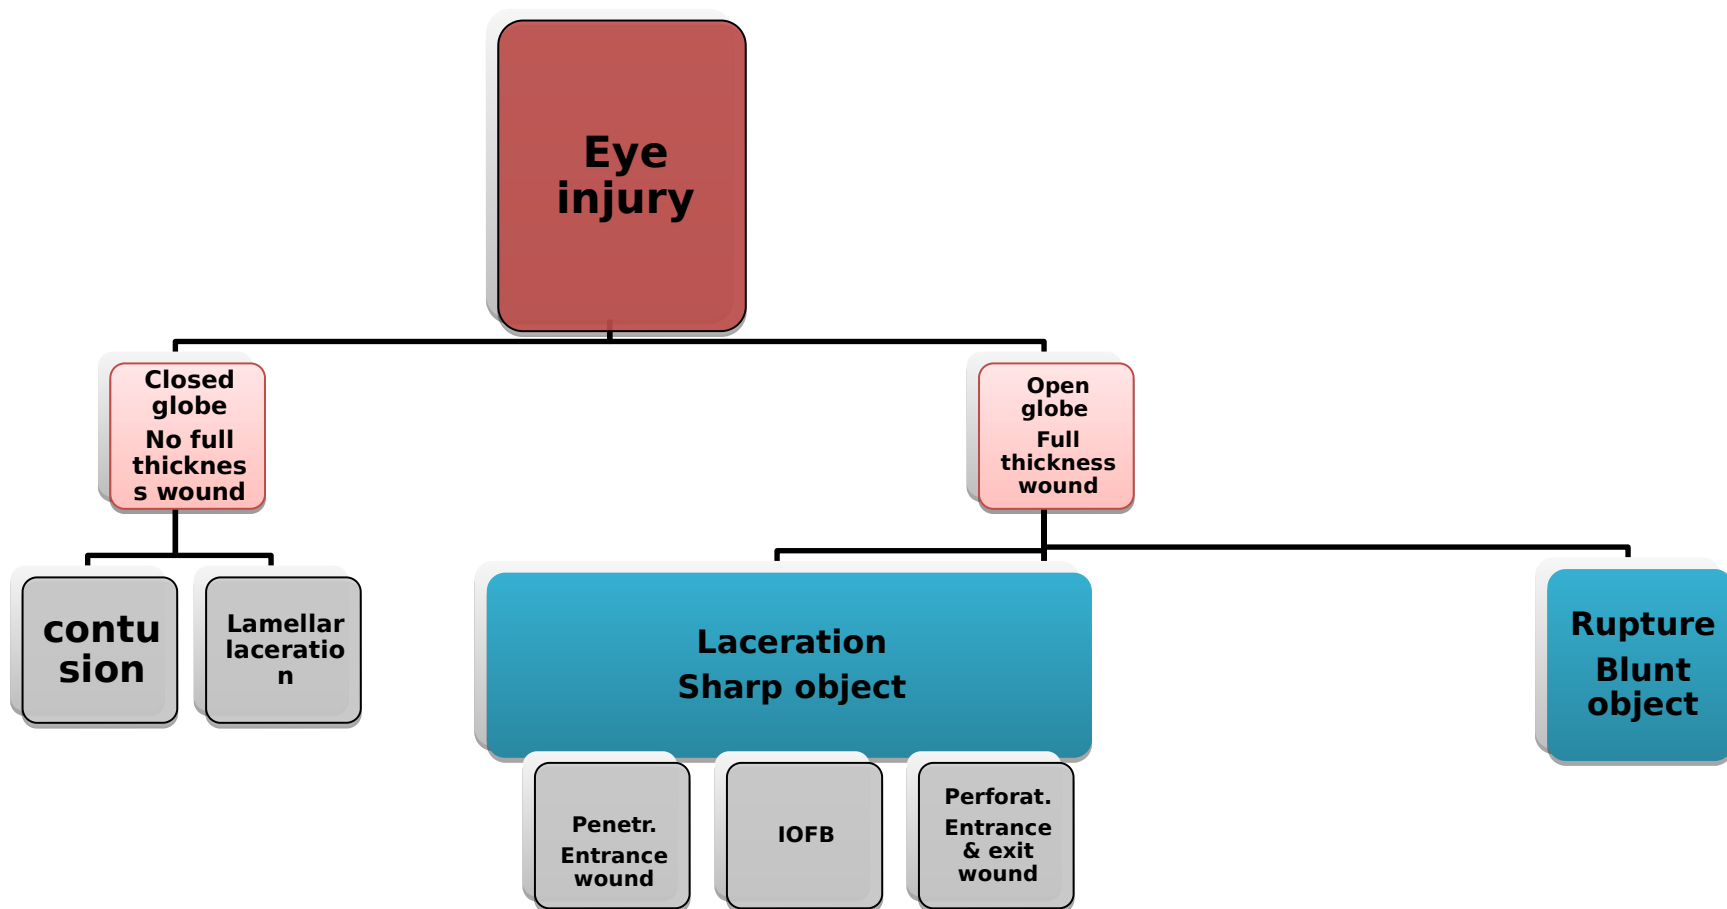 Eye
injury
Closed
globe
No full
thicknes
s wound
Open
globe
Full
thickness
wound
contu
sion
Lamellar
laceratio
n
Laceration
Sharp object
Rupture
Blunt
object
Penetr.
Entrance
wound
IOFB
Perforat.
Entrance
& exit
wound